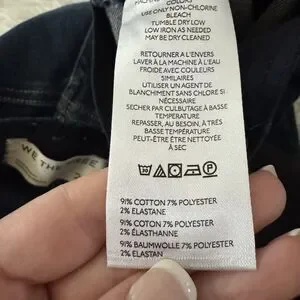 COLORS
USE ONLY NON-CHLORINE
BLEACH
TUMBLE DRY LOW
LOW IRON AS NEEDED
MAY BE DRY CLEANED
RETOURNER A L'ENVERS
LAVER À LA MACHINE À L'EAU
FROIDE AVEC COULEURS
SIMILAIRES
UTILISER UN AGENT DE
BLANCHIMENT SANS CHLORE SI
NÉCESSAIRE
SECHER PAR CULBUTAGE À BASSE
TEMPERATURE
REPASSER, AU BESOIN, À TRÈS
BASSE TEMPÉRATURE
PEUT-ÊTRE ÊTRE NETTOYÉE
À SEC
91% COTTON 7% POLYESTER
2% ELASTANE
91% COTON 7% POLYESTER
2% ÉLASTHANNE
91% BAUMWOLLE 7% POLYESTER
2% ELASTAN
WE THE FREE